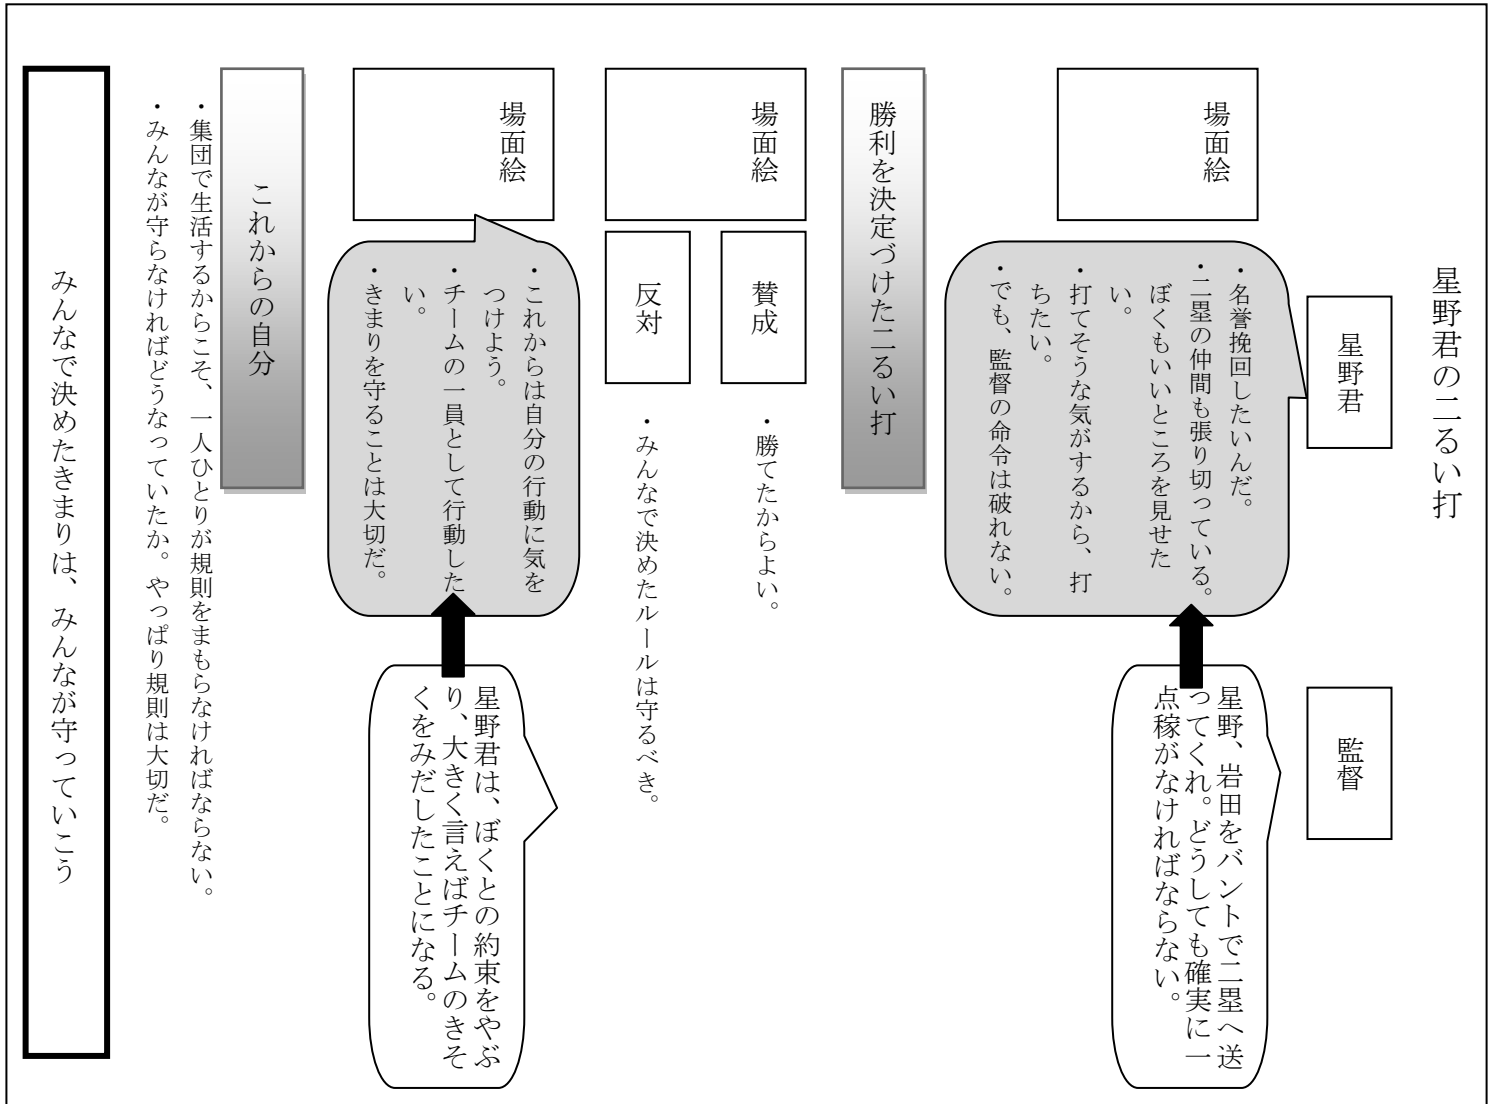 星野君の二るい打
星野君
監督
場面絵
・名誉挽回したいんだ。
・二塁の仲間も張り切っている。
ぼくもいいところを見せた
い。
・打てそうな気がするから、打
ちたい。
・でも、監督の命令は破れない。
星野、岩田をバントで二塁へ送
ってくれ。どうしても確実に一
点稼がなければならない。
勝利を決定づけた二るい打
場面絵
賛成
・勝てたからよい。
反対
・みんなで決めたルールは守るべき。
場面絵
・これからは自分の行動に気を
つけよう。
・チームの一員として行動した
い。
・きまりを守ることは大切だ。
星野君は、ぼくとの約束をやぶ
り、大きく言えばチームのきそ
くをみだしたことになる。
これからの自分
・集団で生活するからこそ、一人ひとりが規則をまもらなければならない。
・みんなが守らなければどうなっていたか。やっぱり規則は大切だ。
みんなで決めたきまりは、みんなが守っていこう